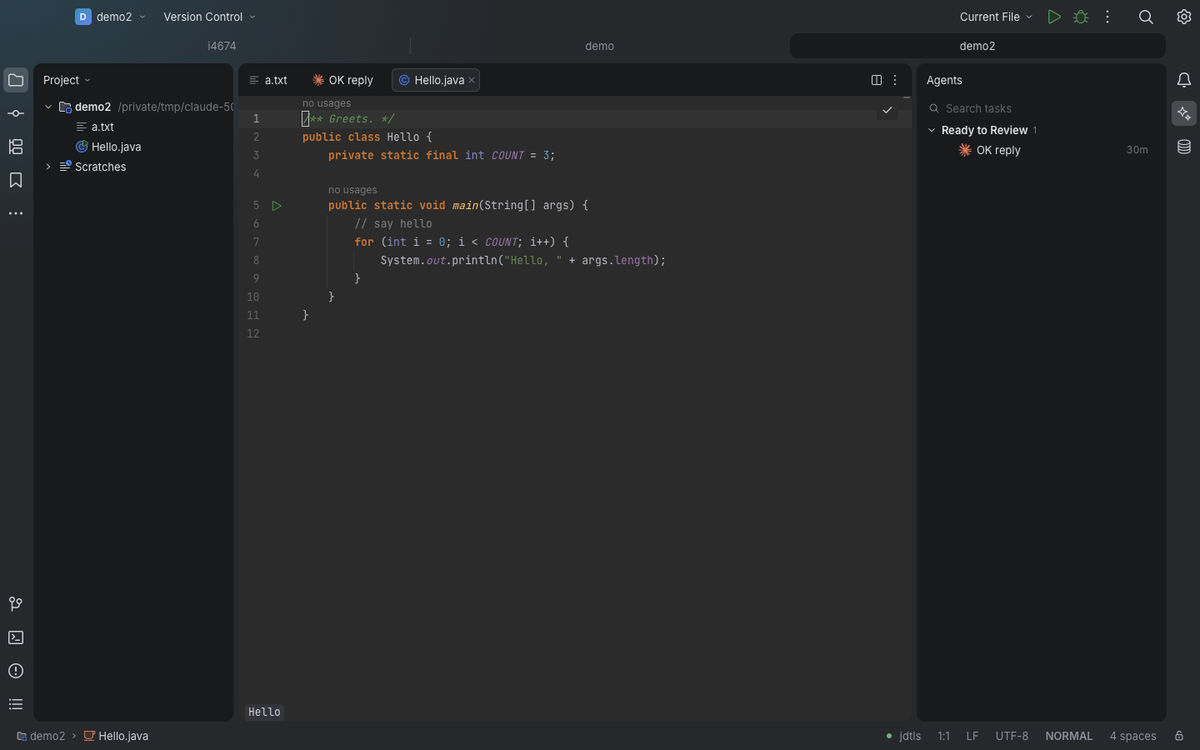 D demo2 Version Control Current File
i4674 demo demo2
Project
demo2 /private/tmp/claude-50
a.txt
Hello.java
Scratches
a.txt OK reply Hello.java
no usages
1 /** Greets. */
2 public class Hello {
3 private static final int COUNT = 3;
4
no usages
5 public static void main(String[] args) {
6 // say hello
7 for (int i = 0; i < COUNT; i++) {
8 System.out.println("Hello, " + args.length);
9 }
10 }
11 }
12
Hello
Agents
Search tasks
Ready to Review 1
OK reply 30m
demo2 › Hello.java jdtls 1:1 LF UTF-8 NORMAL 4 spaces